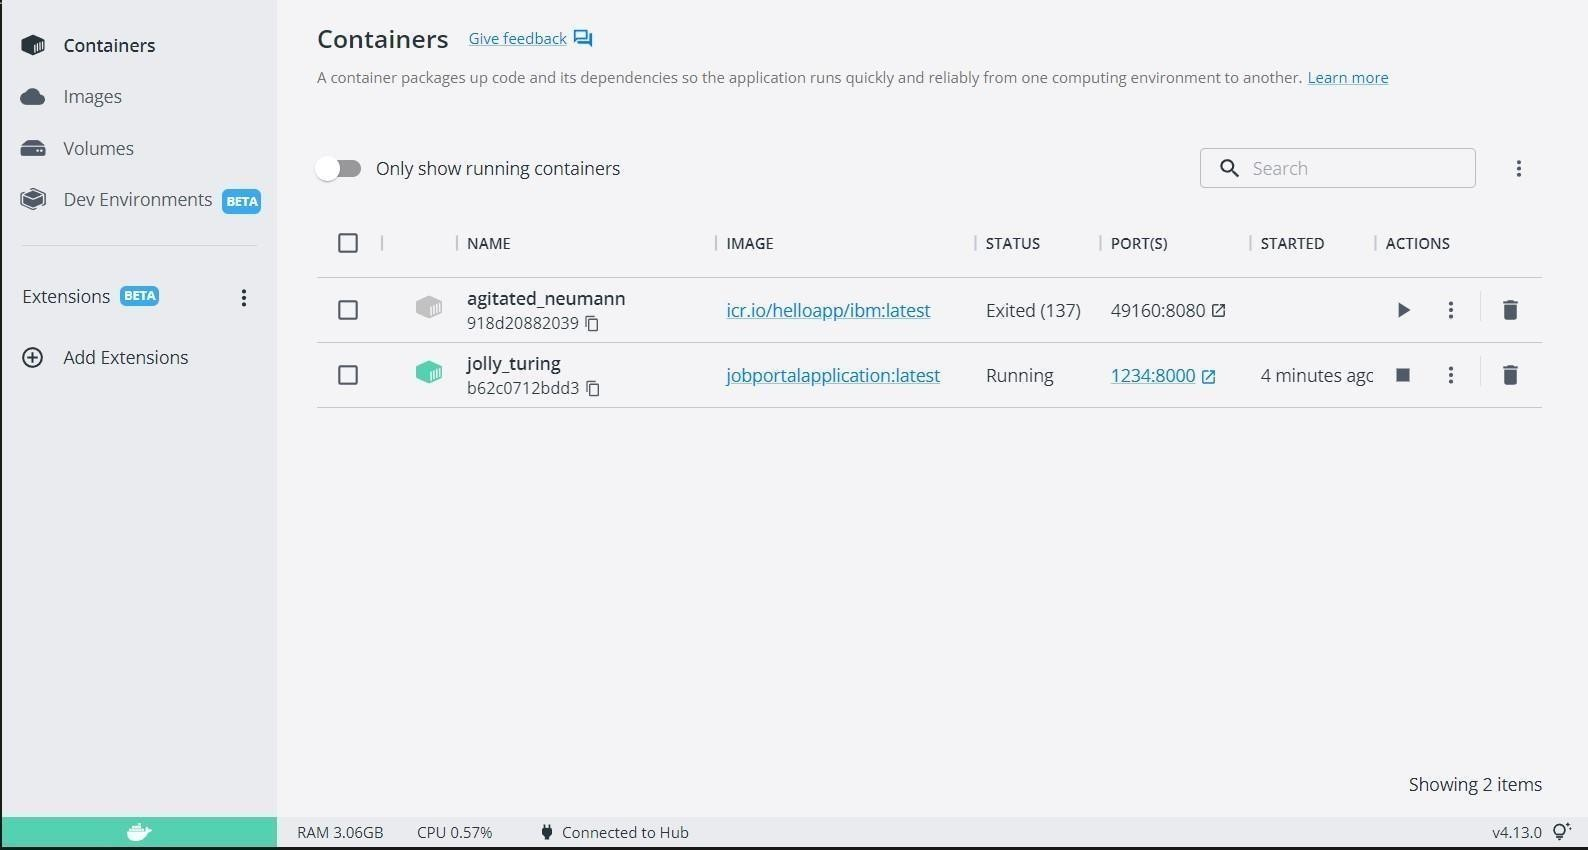 Containers
Images
Volumes
Dev Environments BETA
Extensions BETA
Add Extensions
Containers Give feedback
A container packages up code and its dependencies so the application runs quickly and reliably from one computing environment to another. Learn more
Only show running containers
Search
NAME IMAGE STATUS PORT(S) STARTED ACTIONS
agitated_neumann
918d20882039
icr.io/helloapp/ibm:latest Exited (137) 49160:8080
jolly_turing
b62c0712bdd3
jobportalapplication:latest Running 1234:8000 4 minutes ago
Showing 2 items
RAM 3.06GB CPU 0.57% Connected to Hub v4.13.0